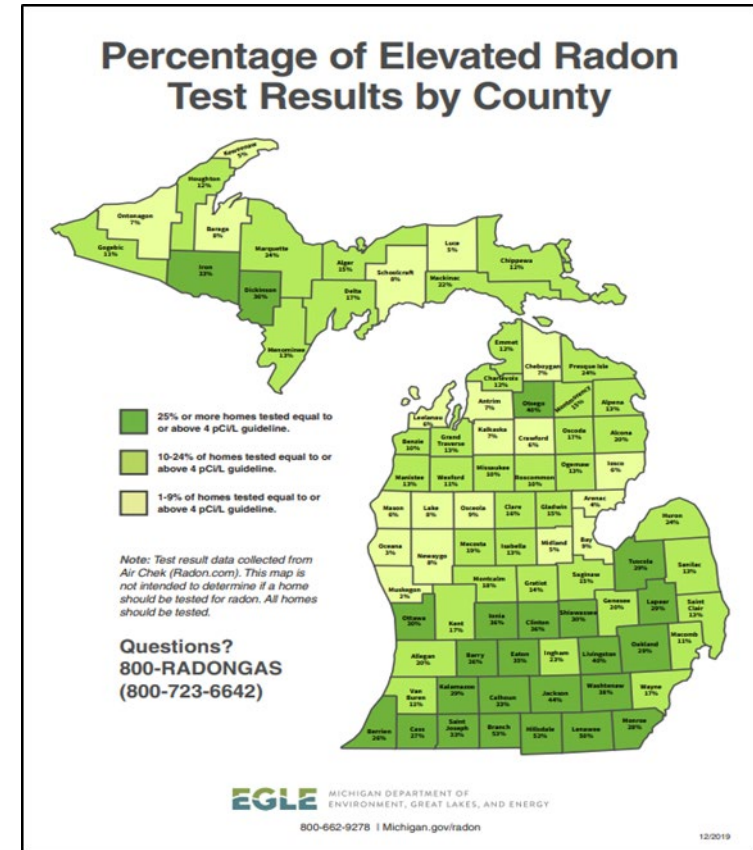 Percentage of Elevated Radon
Test Results by County
Keweenaw
5%
Houghton
12%
Ontonagon
7%
Baraga
8%
Gogebic
11%
Marquette
24%
Iron
33%
Dickinson
36%
Menominee
13%
Alger
15%
Delta
17%
Schoolcraft
8%
Luce
5%
Mackinac
22%
Chippewa
12%
Emmet
12%
Cheboygan
7%
Presque Isle
24%
Charlevoix
12%
Antrim
7%
Otsego
40%
Montmorency
15%
Alpena
13%
Leelanau
6%
Benzie
10%
Grand
Traverse
13%
Kalkaska
7%
Crawford
6%
Oscoda
17%
Alcona
20%
Manistee
13%
Wexford
11%
Missaukee
10%
Roscommon
10%
Ogemaw
13%
Iosco
6%
Arenac
4%
Mason
6%
Lake
8%
Osceola
9%
Clare
16%
Gladwin
15%
Huron
24%
Oceana
3%
Newaygo
8%
Mecosta
19%
Isabella
13%
Midland
5%
Bay
9%
Tuscola
29%
Sanilac
13%
Muskegon
2%
Montcalm
18%
Gratiot
14%
Saginaw
15%
Genesee
20%
Lapeer
29%
Saint
Clair
12%
Ottawa
Kent
17%
Ionia
36%
Clinton
36%
Shiawassee
30%
Oakland
29%
Macomb
11%
Allegan
20%
Barry
36%
Eaton
35%
Ingham
23%
Livingston
40%
Van
Buren
Kalamazoo
29%
Calhoun
33%
Jackson
44%
Washtenaw
Wayne
17%
Berrien
26%
Cass
27%
Saint
Joseph
33%
Branch
53%
Hillsdale
53%
Lenawee
50%
Monroe
28%
25% or more homes tested equal to
or above 4 pCi/L guideline.
10-24% of homes tested equal to or
above 4 pCi/L guideline.
1-9% of homes tested equal to or
above 4 pCi/L guideline.
Note: Test result data collected from
Air Chek (Radon.com). This map is
not intended to determine if a home
should be tested for radon. All homes
should be tested.
Questions?
800-RADONGAS
(800-723-6642)
EGLE
MICHIGAN DEPARTMENT OF
ENVIRONMENT, GREAT LAKES, AND ENERGY
800-662-9278 | Michigan.gov/radon
12/2019